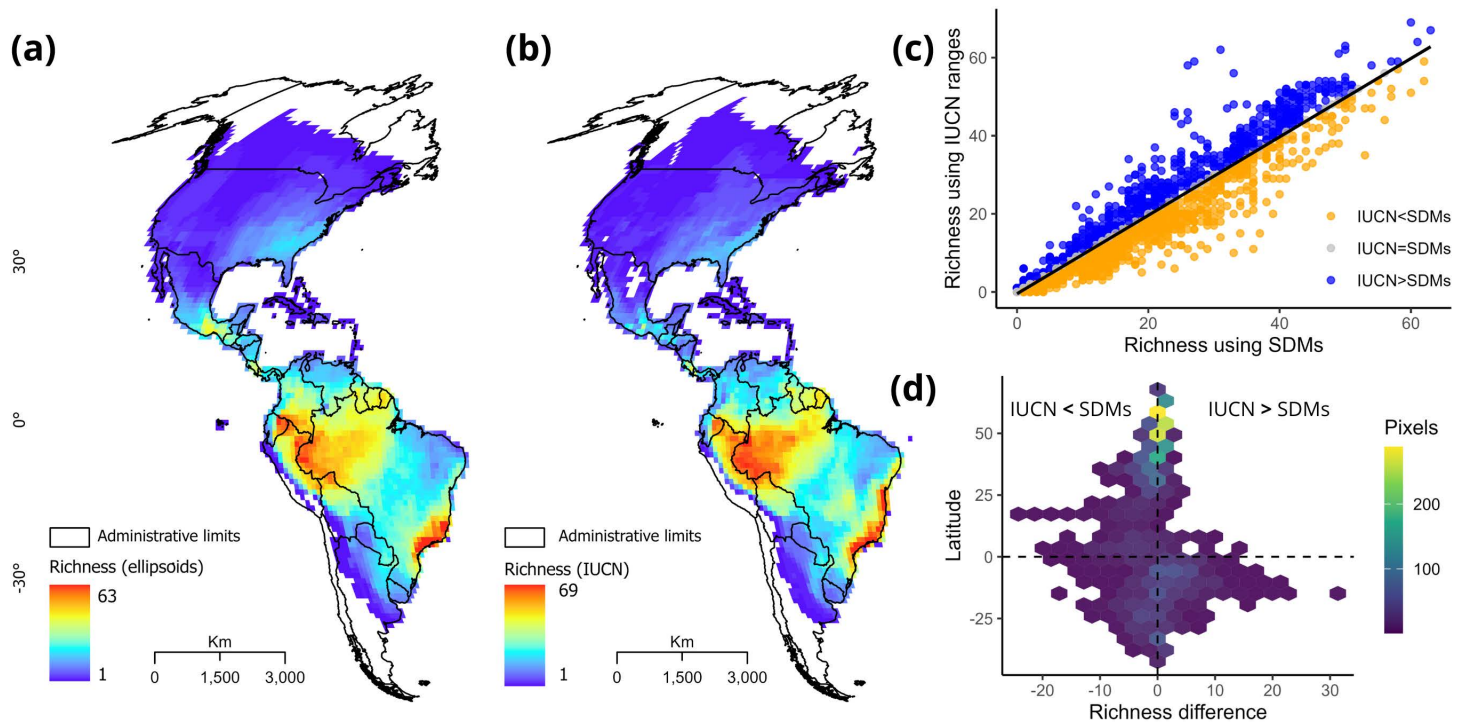 (a)
30°
0°
-30°
Administrative limits
Richness (ellipsoids)
63
1
Km
0 1,500 3,000
(b)
Administrative limits
Richness (IUCN)
69
1
Km
0 1,500 3,000
(c)
Richness using IUCN ranges
60
40
20
0
IUCN<SDMs
IUCN=SDMs
IUCN>SDMs
0 20 40 60
Richness using SDMs
(d)
IUCN < SDMs IUCN > SDMs
Latitude
50
25
0
-25
-20 -10 0 10 20 30
Richness difference
Pixels
200
100